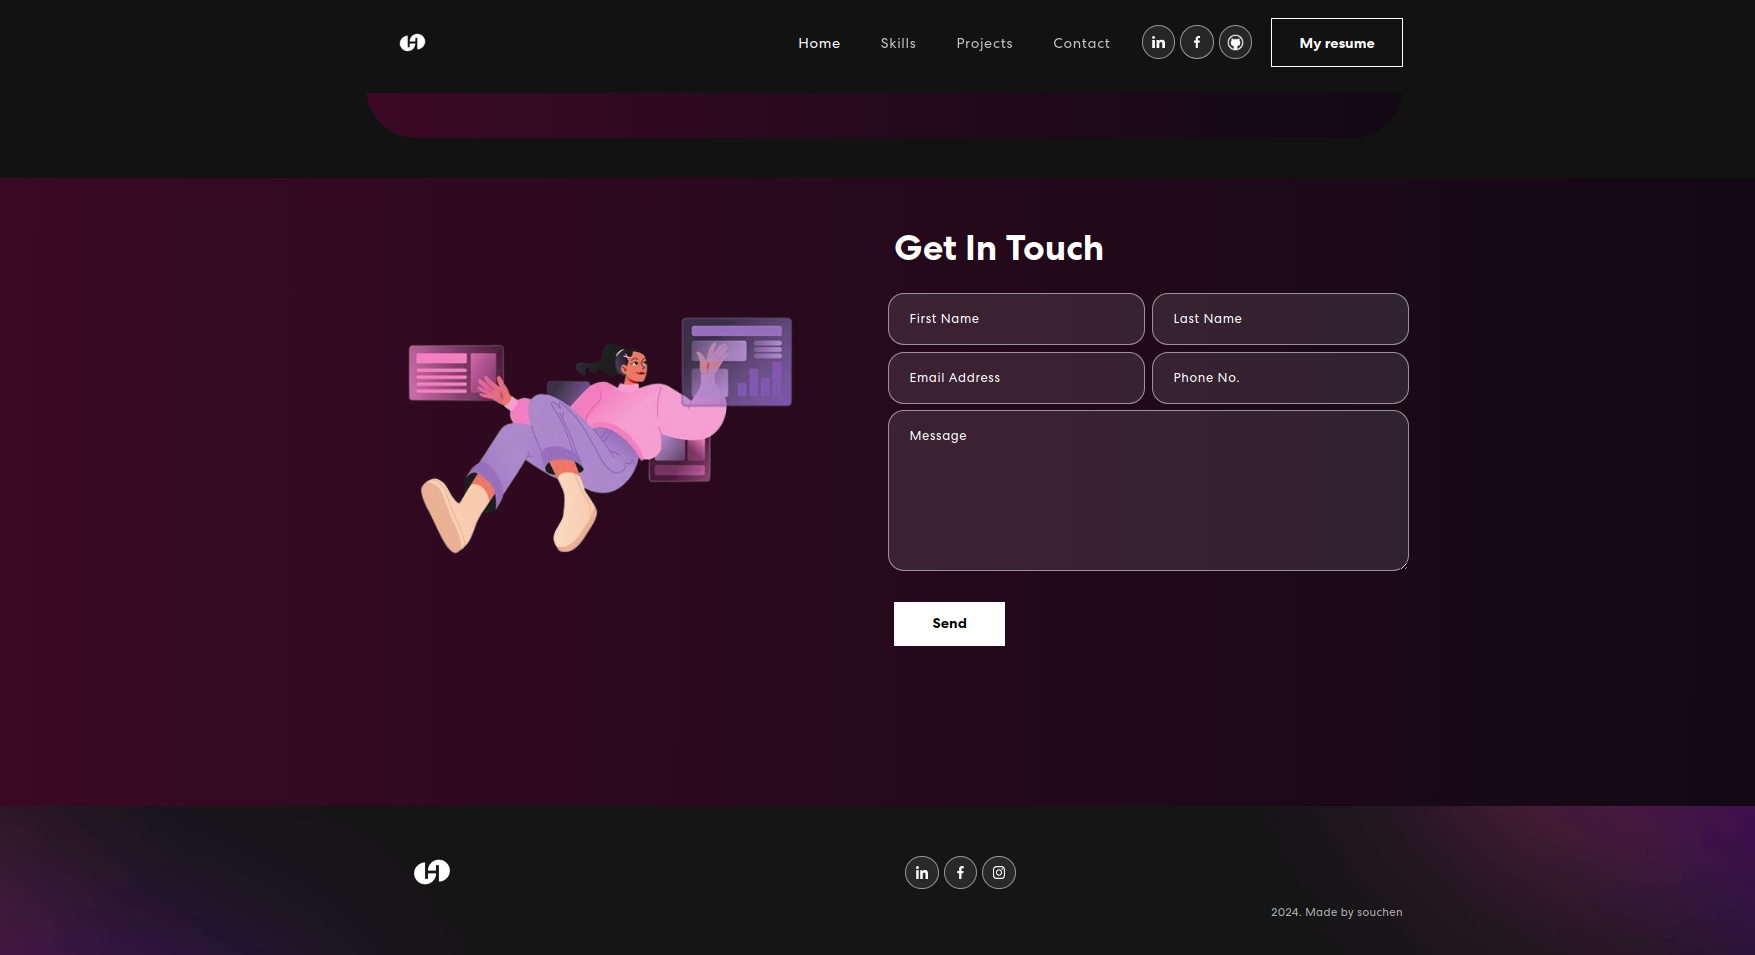 Home Skills Projects Contact in f My resume
Get In Touch
First Name Last Name
Email Address Phone No.
Message
Send
in f
2024. Made by souchen